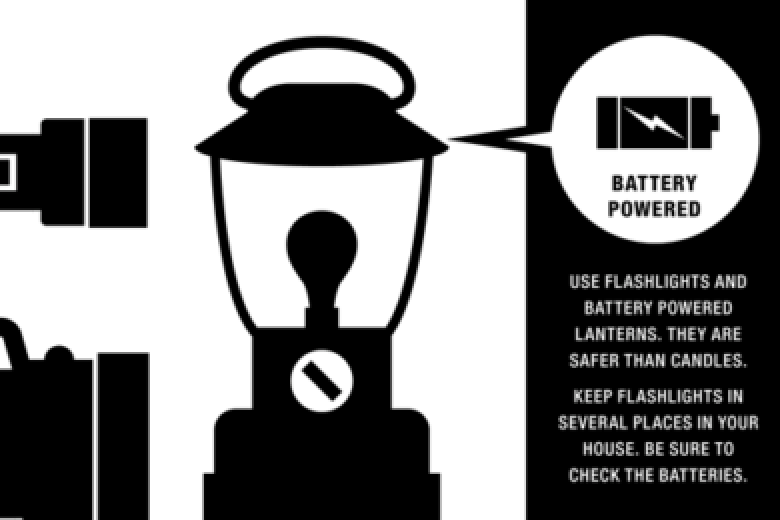 BATTERY
POWERED
USE FLASHLIGHTS AND
BATTERY POWERED
LANTERNS. THEY ARE
SAFER THAN CANDLES.
KEEP FLASHLIGHTS IN
SEVERAL PLACES IN YOUR
HOUSE. BE SURE TO
CHECK THE BATTERIES.